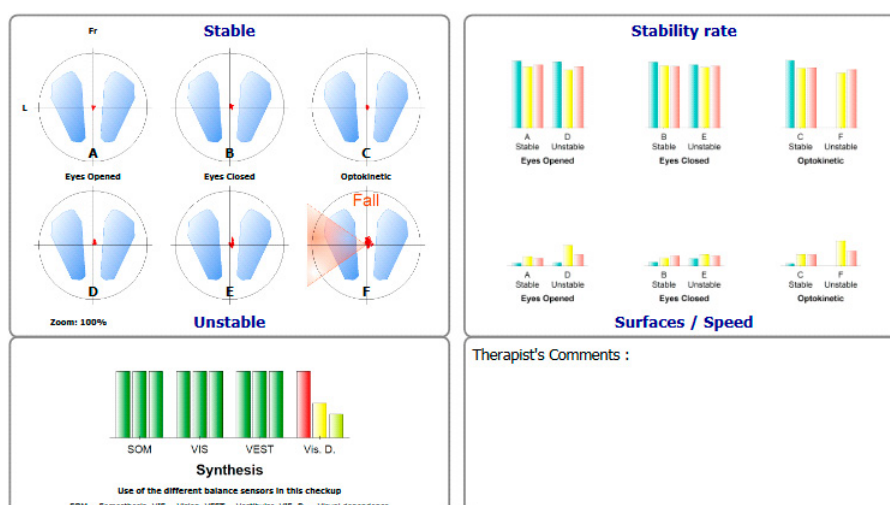 Stable
Fr
L
A
B
C
Eyes Opened
Eyes Closed
Optokinetic
Fall
D
E
F
Zoom: 100%
Unstable
Stability rate
A
D
B
E
C
F
Stable
Unstable
Stable
Unstable
Stable
Unstable
Eyes Opened
Eyes Closed
Optokinetic
A
D
B
E
C
F
Stable
Unstable
Stable
Unstable
Stable
Unstable
Eyes Opened
Eyes Closed
Optokinetic
Surfaces / Speed
SOM
VIS
VEST
Vis. D.
Synthesis
Use of the different balance sensors in this checkup
Therapist's Comments :